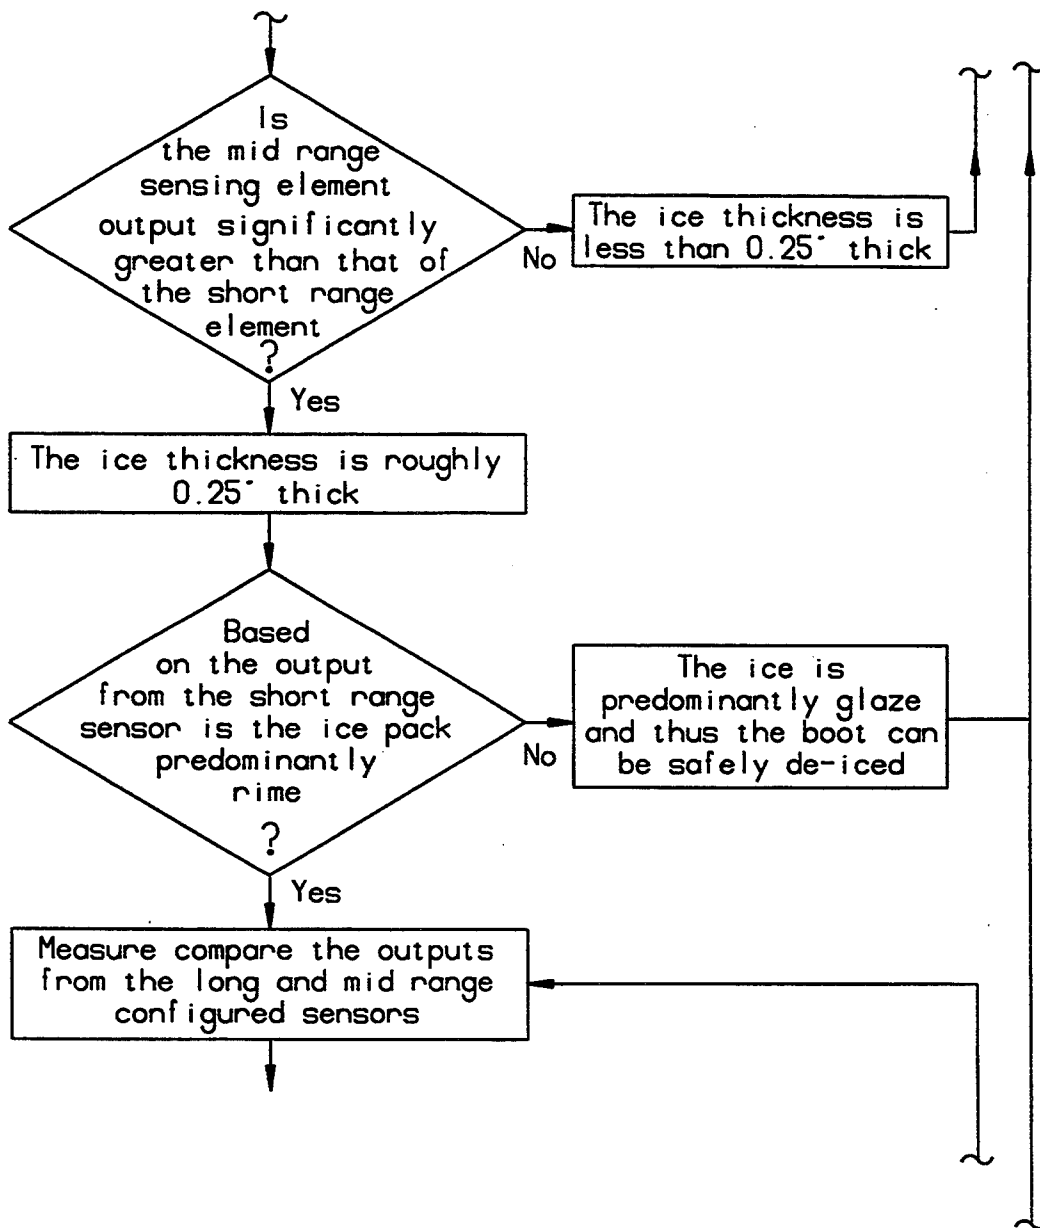 Is
the mid range
sensing element
output significantly
greater than that of
the short range
element
?
No
The ice thickness is
less than 0.25" thick
Yes
The ice thickness is roughly
0.25" thick
Based
on the output
from the short range
sensor is the ice pack
predominantly
rime
?
No
The ice is
predominantly glaze
and thus the boot can
be safely de-iced
Yes
Measure compare the outputs
from the long and mid range
configured sensors